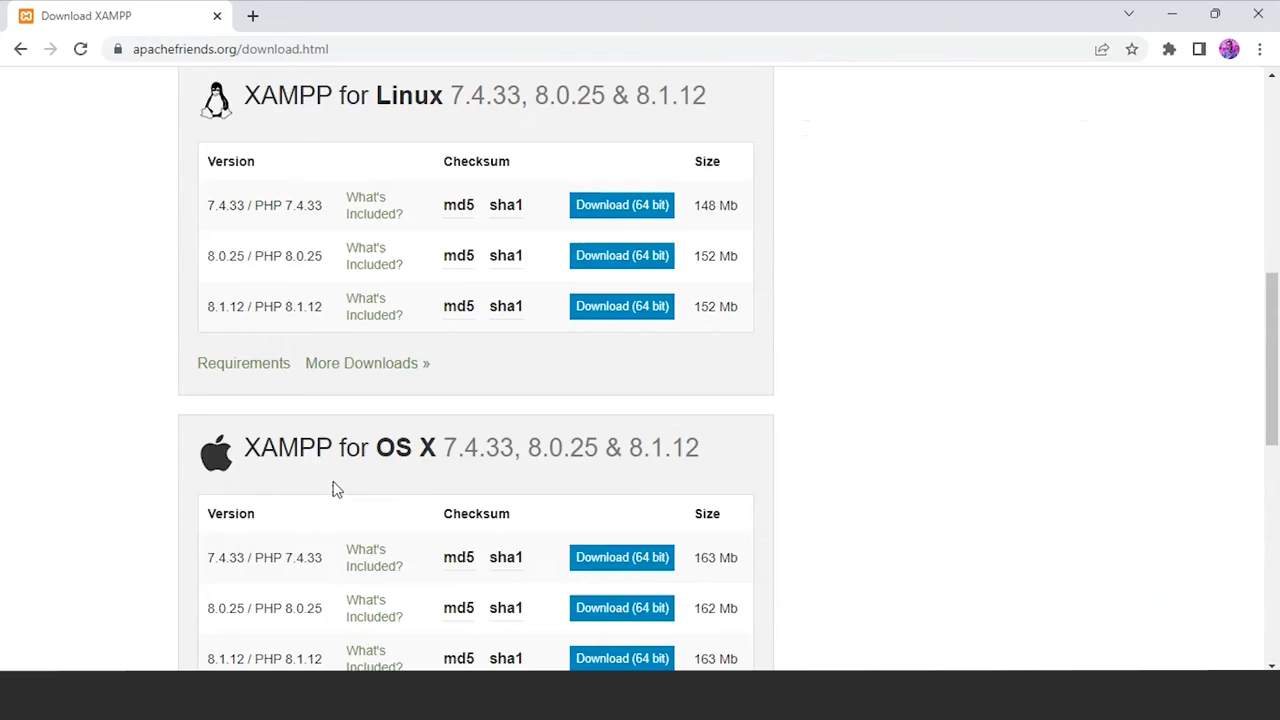 Download XAMPP
apachefriends.org/download.html
XAMPP for Linux 7.4.33, 8.0.25 & 8.1.12
Version Checksum Size
7.4.33 / PHP 7.4.33 What's Included? md5 sha1 Download (64 bit) 148 Mb
8.0.25 / PHP 8.0.25 What's Included? md5 sha1 Download (64 bit) 152 Mb
8.1.12 / PHP 8.1.12 What's Included? md5 sha1 Download (64 bit) 152 Mb
Requirements More Downloads »
XAMPP for OS X 7.4.33, 8.0.25 & 8.1.12
Version Checksum Size
7.4.33 / PHP 7.4.33 What's Included? md5 sha1 Download (64 bit) 163 Mb
8.0.25 / PHP 8.0.25 What's Included? md5 sha1 Download (64 bit) 162 Mb
8.1.12 / PHP 8.1.12 What's Included? md5 sha1 Download (64 bit) 163 Mb